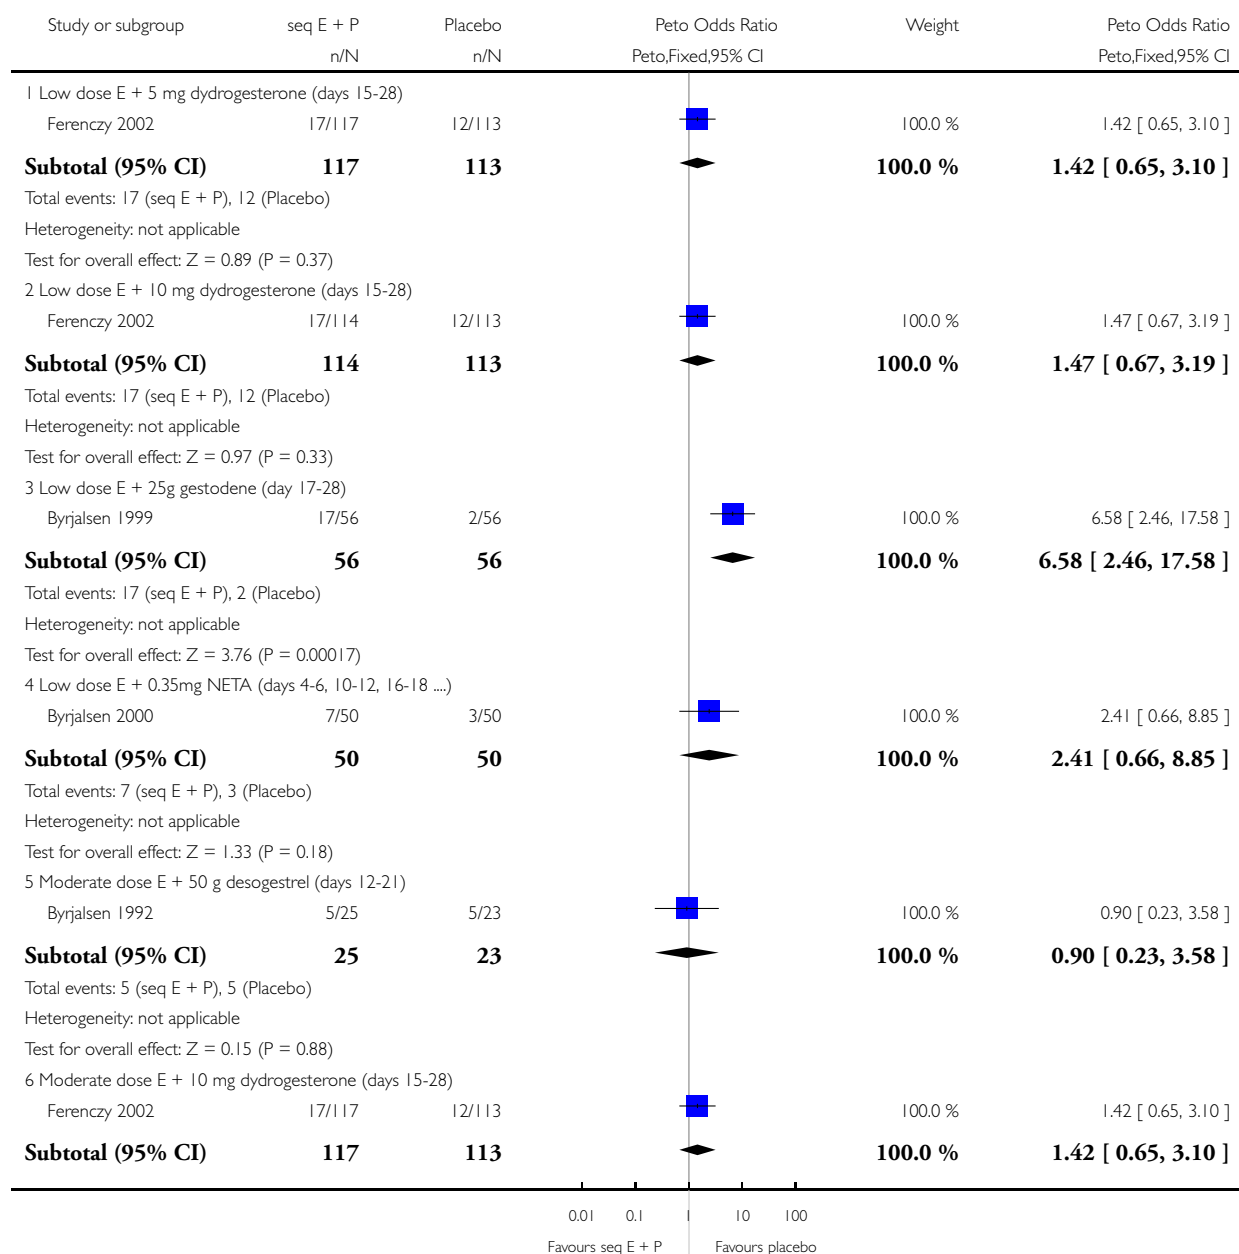 Study or subgroup seq E + P Placebo Peto Odds Ratio Weight Peto Odds Ratio
n/N n/N Peto,Fixed,95% CI Peto,Fixed,95% CI
1 Low dose E + 5 mg dydrogesterone (days 15-28)
Ferenczy 2002 17/117 12/113 100.0 % 1.42 [ 0.65, 3.10 ]
Subtotal (95% CI) 117 113 100.0 % 1.42 [ 0.65, 3.10 ]
Total events: 17 (seq E + P), 12 (Placebo)
Heterogeneity: not applicable
Test for overall effect: Z = 0.89 (P = 0.37)
2 Low dose E + 10 mg dydrogesterone (days 15-28)
Ferenczy 2002 17/114 12/113 100.0 % 1.47 [ 0.67, 3.19 ]
Subtotal (95% CI) 114 113 100.0 % 1.47 [ 0.67, 3.19 ]
Total events: 17 (seq E + P), 12 (Placebo)
Heterogeneity: not applicable
Test for overall effect: Z = 0.97 (P = 0.33)
3 Low dose E + 25g gestodene (day 17-28)
Byrjalsen 1999 17/56 2/56 100.0 % 6.58 [ 2.46, 17.58 ]
Subtotal (95% CI) 56 56 100.0 % 6.58 [ 2.46, 17.58 ]
Total events: 17 (seq E + P), 2 (Placebo)
Heterogeneity: not applicable
Test for overall effect: Z = 3.76 (P = 0.00017)
4 Low dose E + 0.35mg NETA (days 4-6, 10-12, 16-18 ....)
Byrjalsen 2000 7/50 3/50 100.0 % 2.41 [ 0.66, 8.85 ]
Subtotal (95% CI) 50 50 100.0 % 2.41 [ 0.66, 8.85 ]
Total events: 7 (seq E + P), 3 (Placebo)
Heterogeneity: not applicable
Test for overall effect: Z = 1.33 (P = 0.18)
5 Moderate dose E + 50 g desogestrel (days 12-21)
Byrjalsen 1992 5/25 5/23 100.0 % 0.90 [ 0.23, 3.58 ]
Subtotal (95% CI) 25 23 100.0 % 0.90 [ 0.23, 3.58 ]
Total events: 5 (seq E + P), 5 (Placebo)
Heterogeneity: not applicable
Test for overall effect: Z = 0.15 (P = 0.88)
6 Moderate dose E + 10 mg dydrogesterone (days 15-28)
Ferenczy 2002 17/117 12/113 100.0 % 1.42 [ 0.65, 3.10 ]
Subtotal (95% CI) 117 113 100.0 % 1.42 [ 0.65, 3.10 ]
0.01 0.1 1 10 100
Favours seq E + P Favours placebo